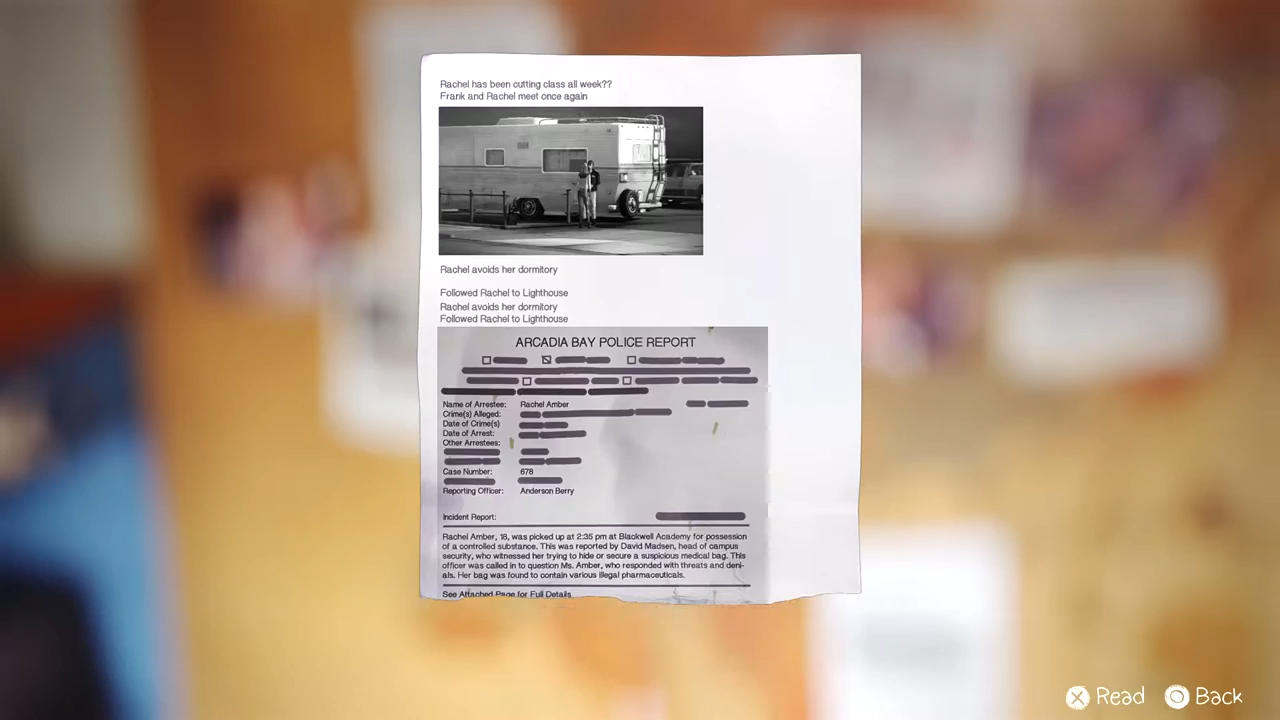 Rachel has been cutting class all week??
Frank and Rachel meet once again
Rachel avoids her dormitory
Followed Rachel to Lighthouse
Rachel avoids her dormitory
Followed Rachel to Lighthouse
ARCADIA BAY POLICE REPORT
Name of Arrestee: Rachel Amber
Crime(s) Alleged:
Date of Crime(s)
Date of Arrest:
Other Arrestees:
Case Number: 678
Reporting Officer: Anderson Berry
Incident Report:
Rachel Amber, 18, was picked up at 2:35 pm at Blackwell Academy for possession
of a controlled substance. This was reported by David Madsen, head of campus
security, who witnessed her trying to hide or secure a suspicious medical bag. This
officer was called in to question Ms. Amber, who responded with threats and deni-
als. Her bag was found to contain various illegal pharmaceuticals.
See Attached Page for Full Details
Read Back